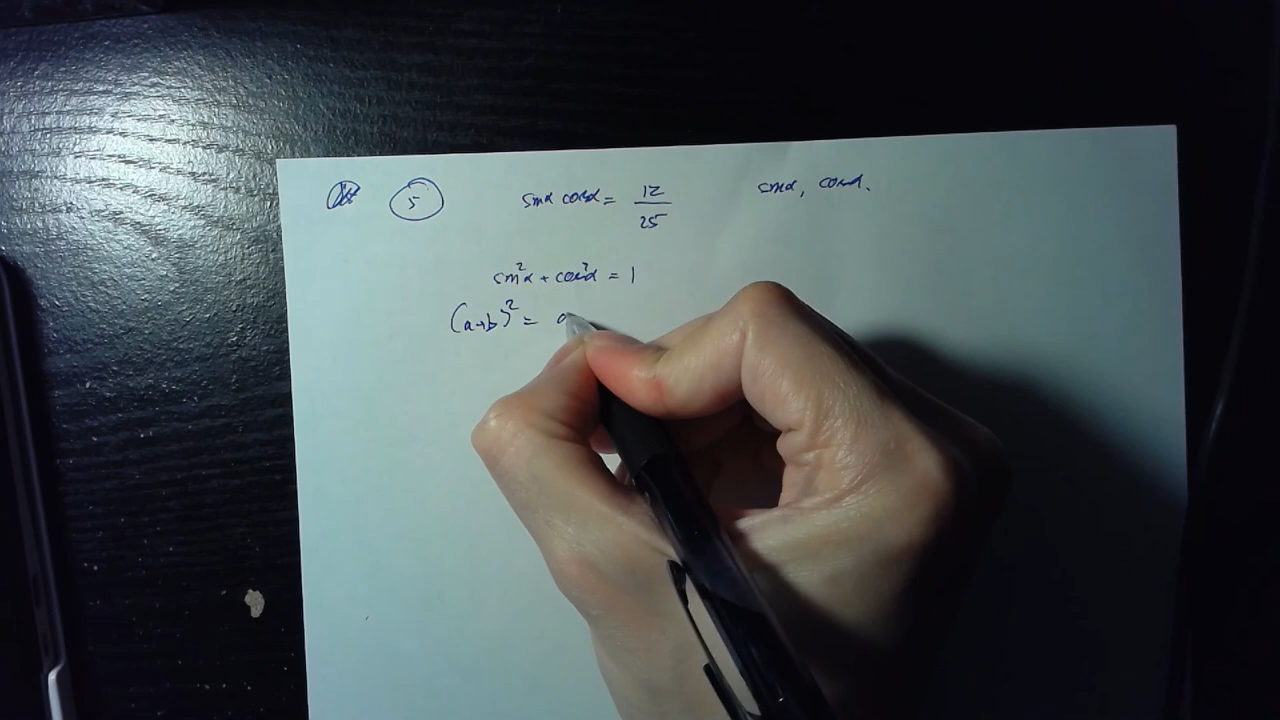 5 sinα cosα = 12/25 sinα, cosα.
sin²α + cos²α = 1
(a+b)² = a